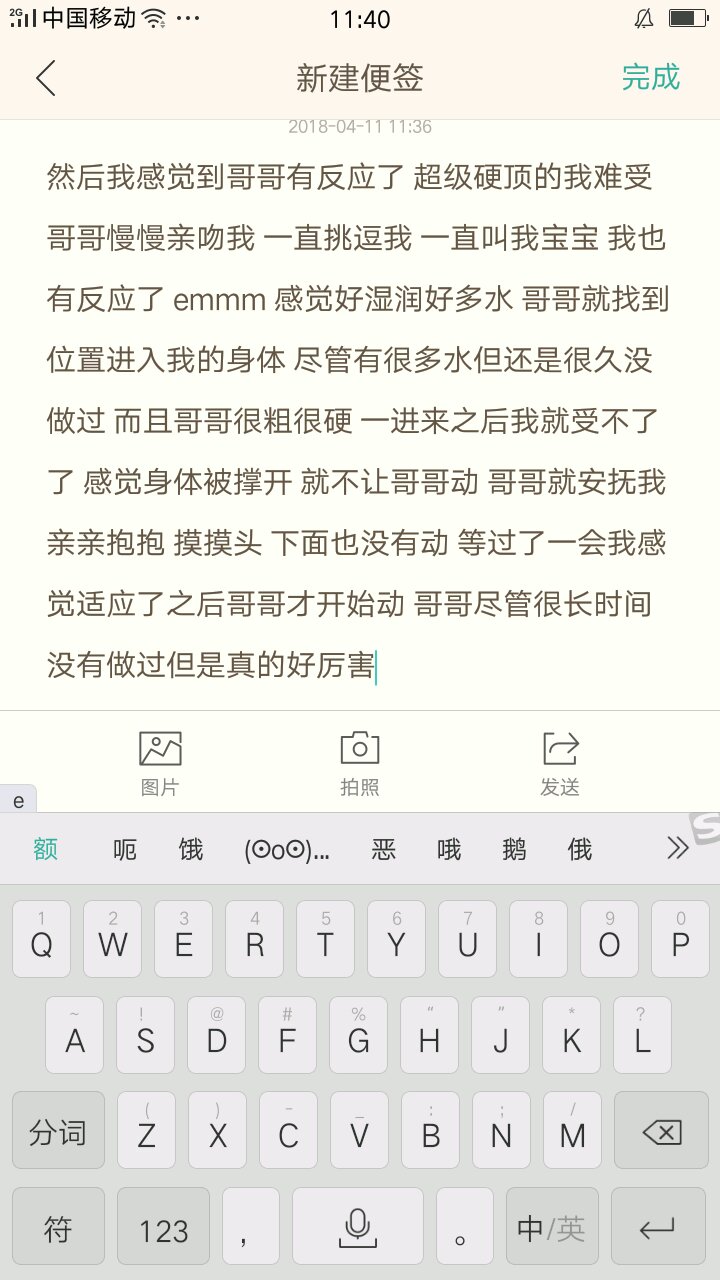 2G 中国移动 ... 11:40
新建便签 完成
2018-04-11 11:36
然后我感觉到哥哥有反应了 超级硬顶的我难受
哥哥慢慢亲吻我 一直挑逗我 一直叫我宝宝 我也
有反应了 emmm 感觉好湿润好多水 哥哥就找到
位置进入我的身体 尽管有很多水但还是很久没
做过 而且哥哥很粗很硬 一进来之后我就受不了
了 感觉身体被撑开 就不让哥哥动 哥哥就安抚我
亲亲抱抱 摸摸头 下面也没有动 等过了一会我感
觉适应了之后哥哥才开始动 哥哥尽管很长时间
没有做过但是真的好厉害
图片 拍照 发送
e
额 呃 饿 (⊙o⊙)... 恶 哦 鹅 俄
1 2 3 4 5 6 7 8 9 0
Q W E R T Y U I O P
~ ! @ # % “ ” * ?
A S D F G H J K L
( ) - _ : ; /
分词 Z X C V B N M
符 123 , 。 中/英